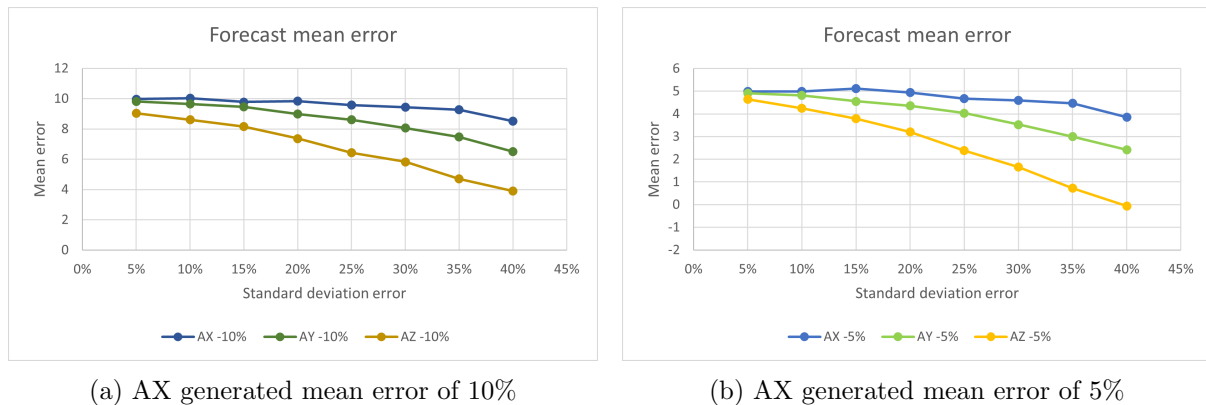 Forecast mean error
12
10
8
6
4
2
0
Mean error
0% 5% 10% 15% 20% 25% 30% 35% 40% 45%
Standard deviation error
AX -10% AY -10% AZ -10%
(a) AX generated mean error of 10%
Forecast mean error
6
5
4
3
2
1
0
-1
-2
Mean error
0% 5% 10% 15% 20% 25% 30% 35% 40% 45%
Standard deviation error
AX -5% AY -5% AZ -5%
(b) AX generated mean error of 5%